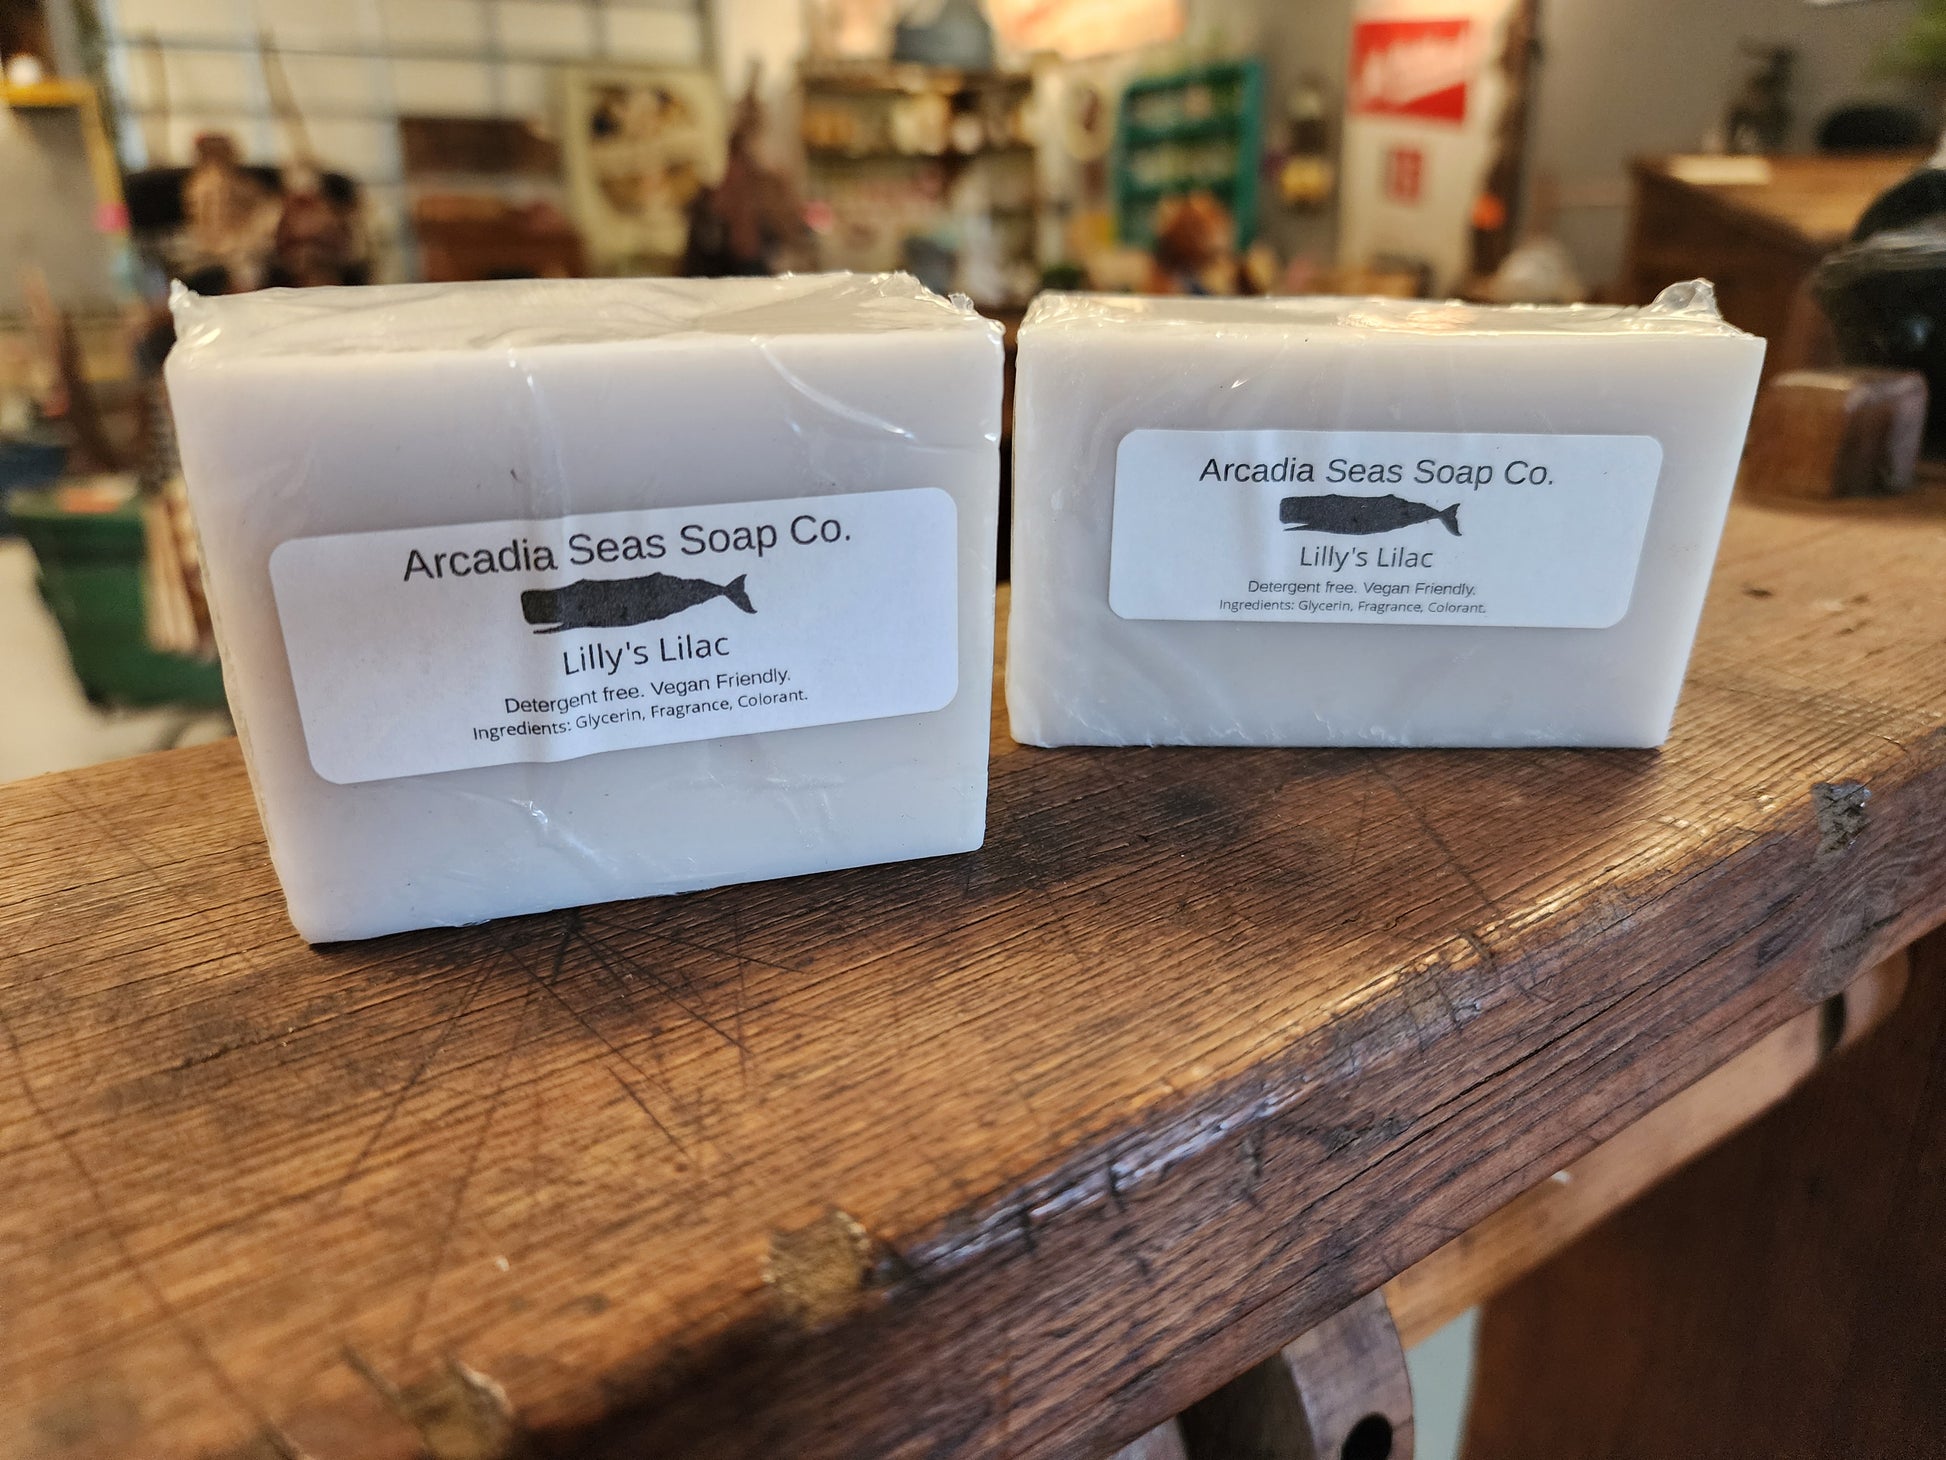 Arcadia Seas Soap Co.
Lilly's Lilac
Detergent free. Vegan Friendly.
Ingredients: Glycerin, Fragrance, Colorant.
Arcadia Seas Soap Co.
Lilly's Lilac
Detergent free. Vegan Friendly.
Ingredients: Glycerin, Fragrance, Colorant.